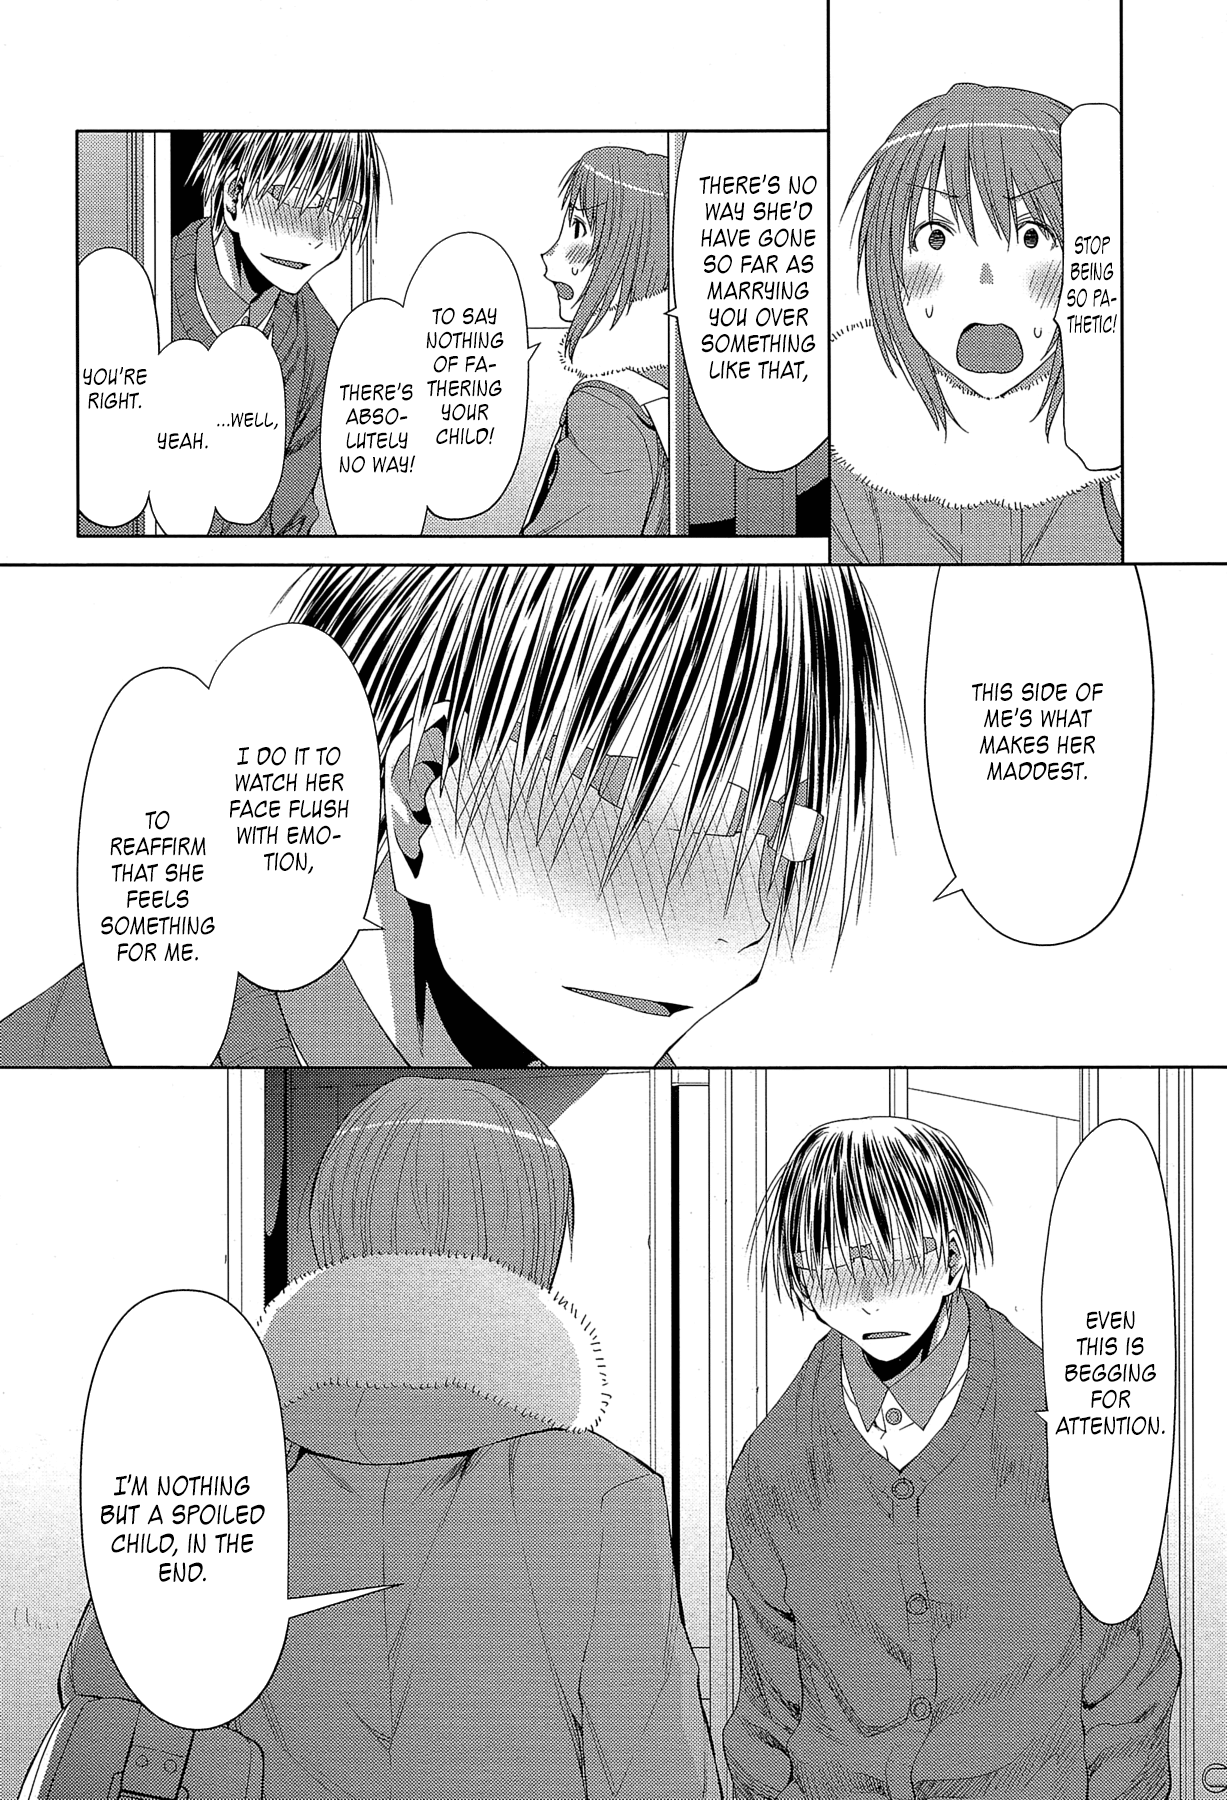 STOP
BEING
SO PA-
THETIC!
THERE'S NO
WAY SHE'D
HAVE GONE
SO FAR AS
MARRYING
YOU OVER
SOMETHING
LIKE THAT,
TO SAY
NOTHING
OF FA-
THERING
YOUR
CHILD!
THERE'S
ABSO-
LUTELY
NO WAY!
...WELL,
YEAH.
YOU'RE
RIGHT.
THIS SIDE OF
ME'S WHAT
MAKES HER
MADDEST.
I DO IT TO
WATCH HER
FACE FLUSH
WITH EMO-
TION,
TO
REAFFIRM
THAT SHE
FEELS
SOMETHING
FOR ME.
EVEN
THIS IS
BEGGING
FOR
ATTENTION.
I'M NOTHING
BUT A SPOILED
CHILD, IN THE
END.